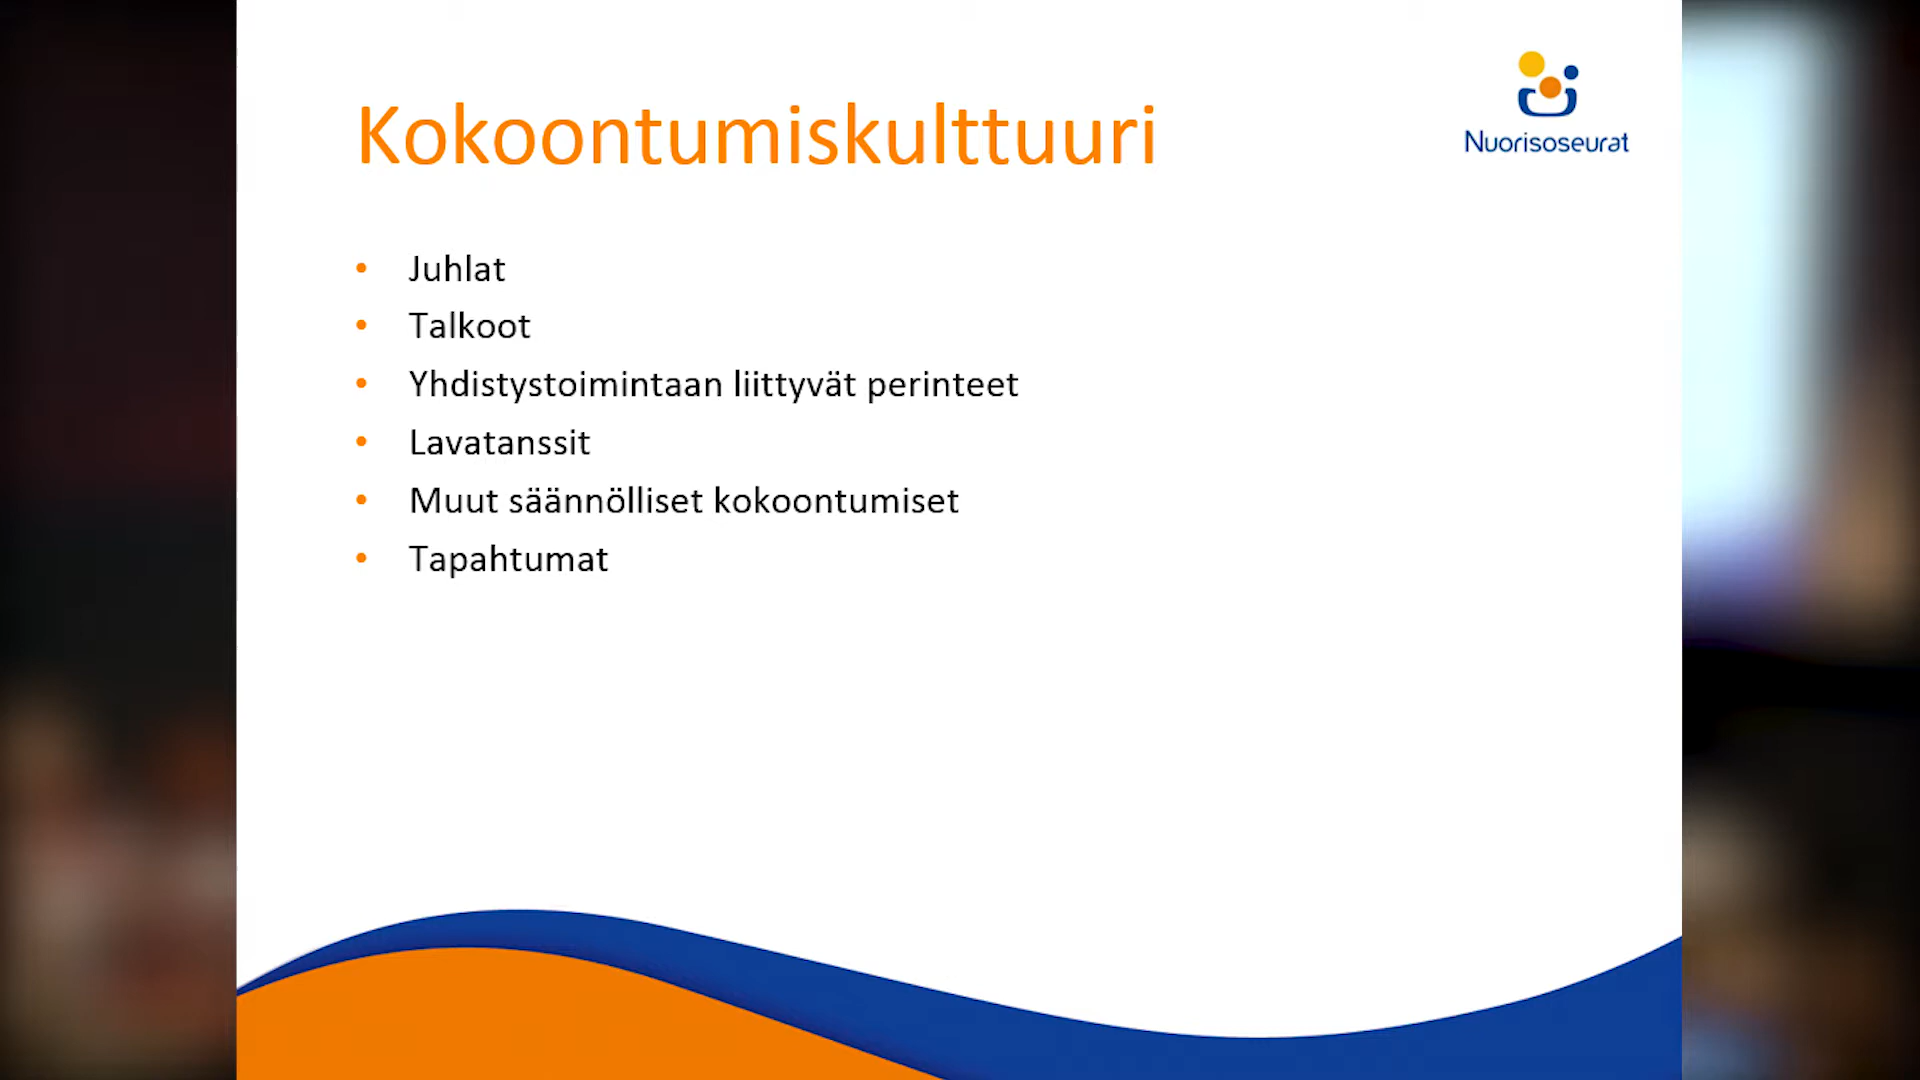 Kokoontumiskulttuuri
Nuorisoseurat
• Juhlat
• Talkoot
• Yhdistystoimintaan liittyvät perinteet
• Lavatanssit
• Muut säännölliset kokoontumiset
• Tapahtumat